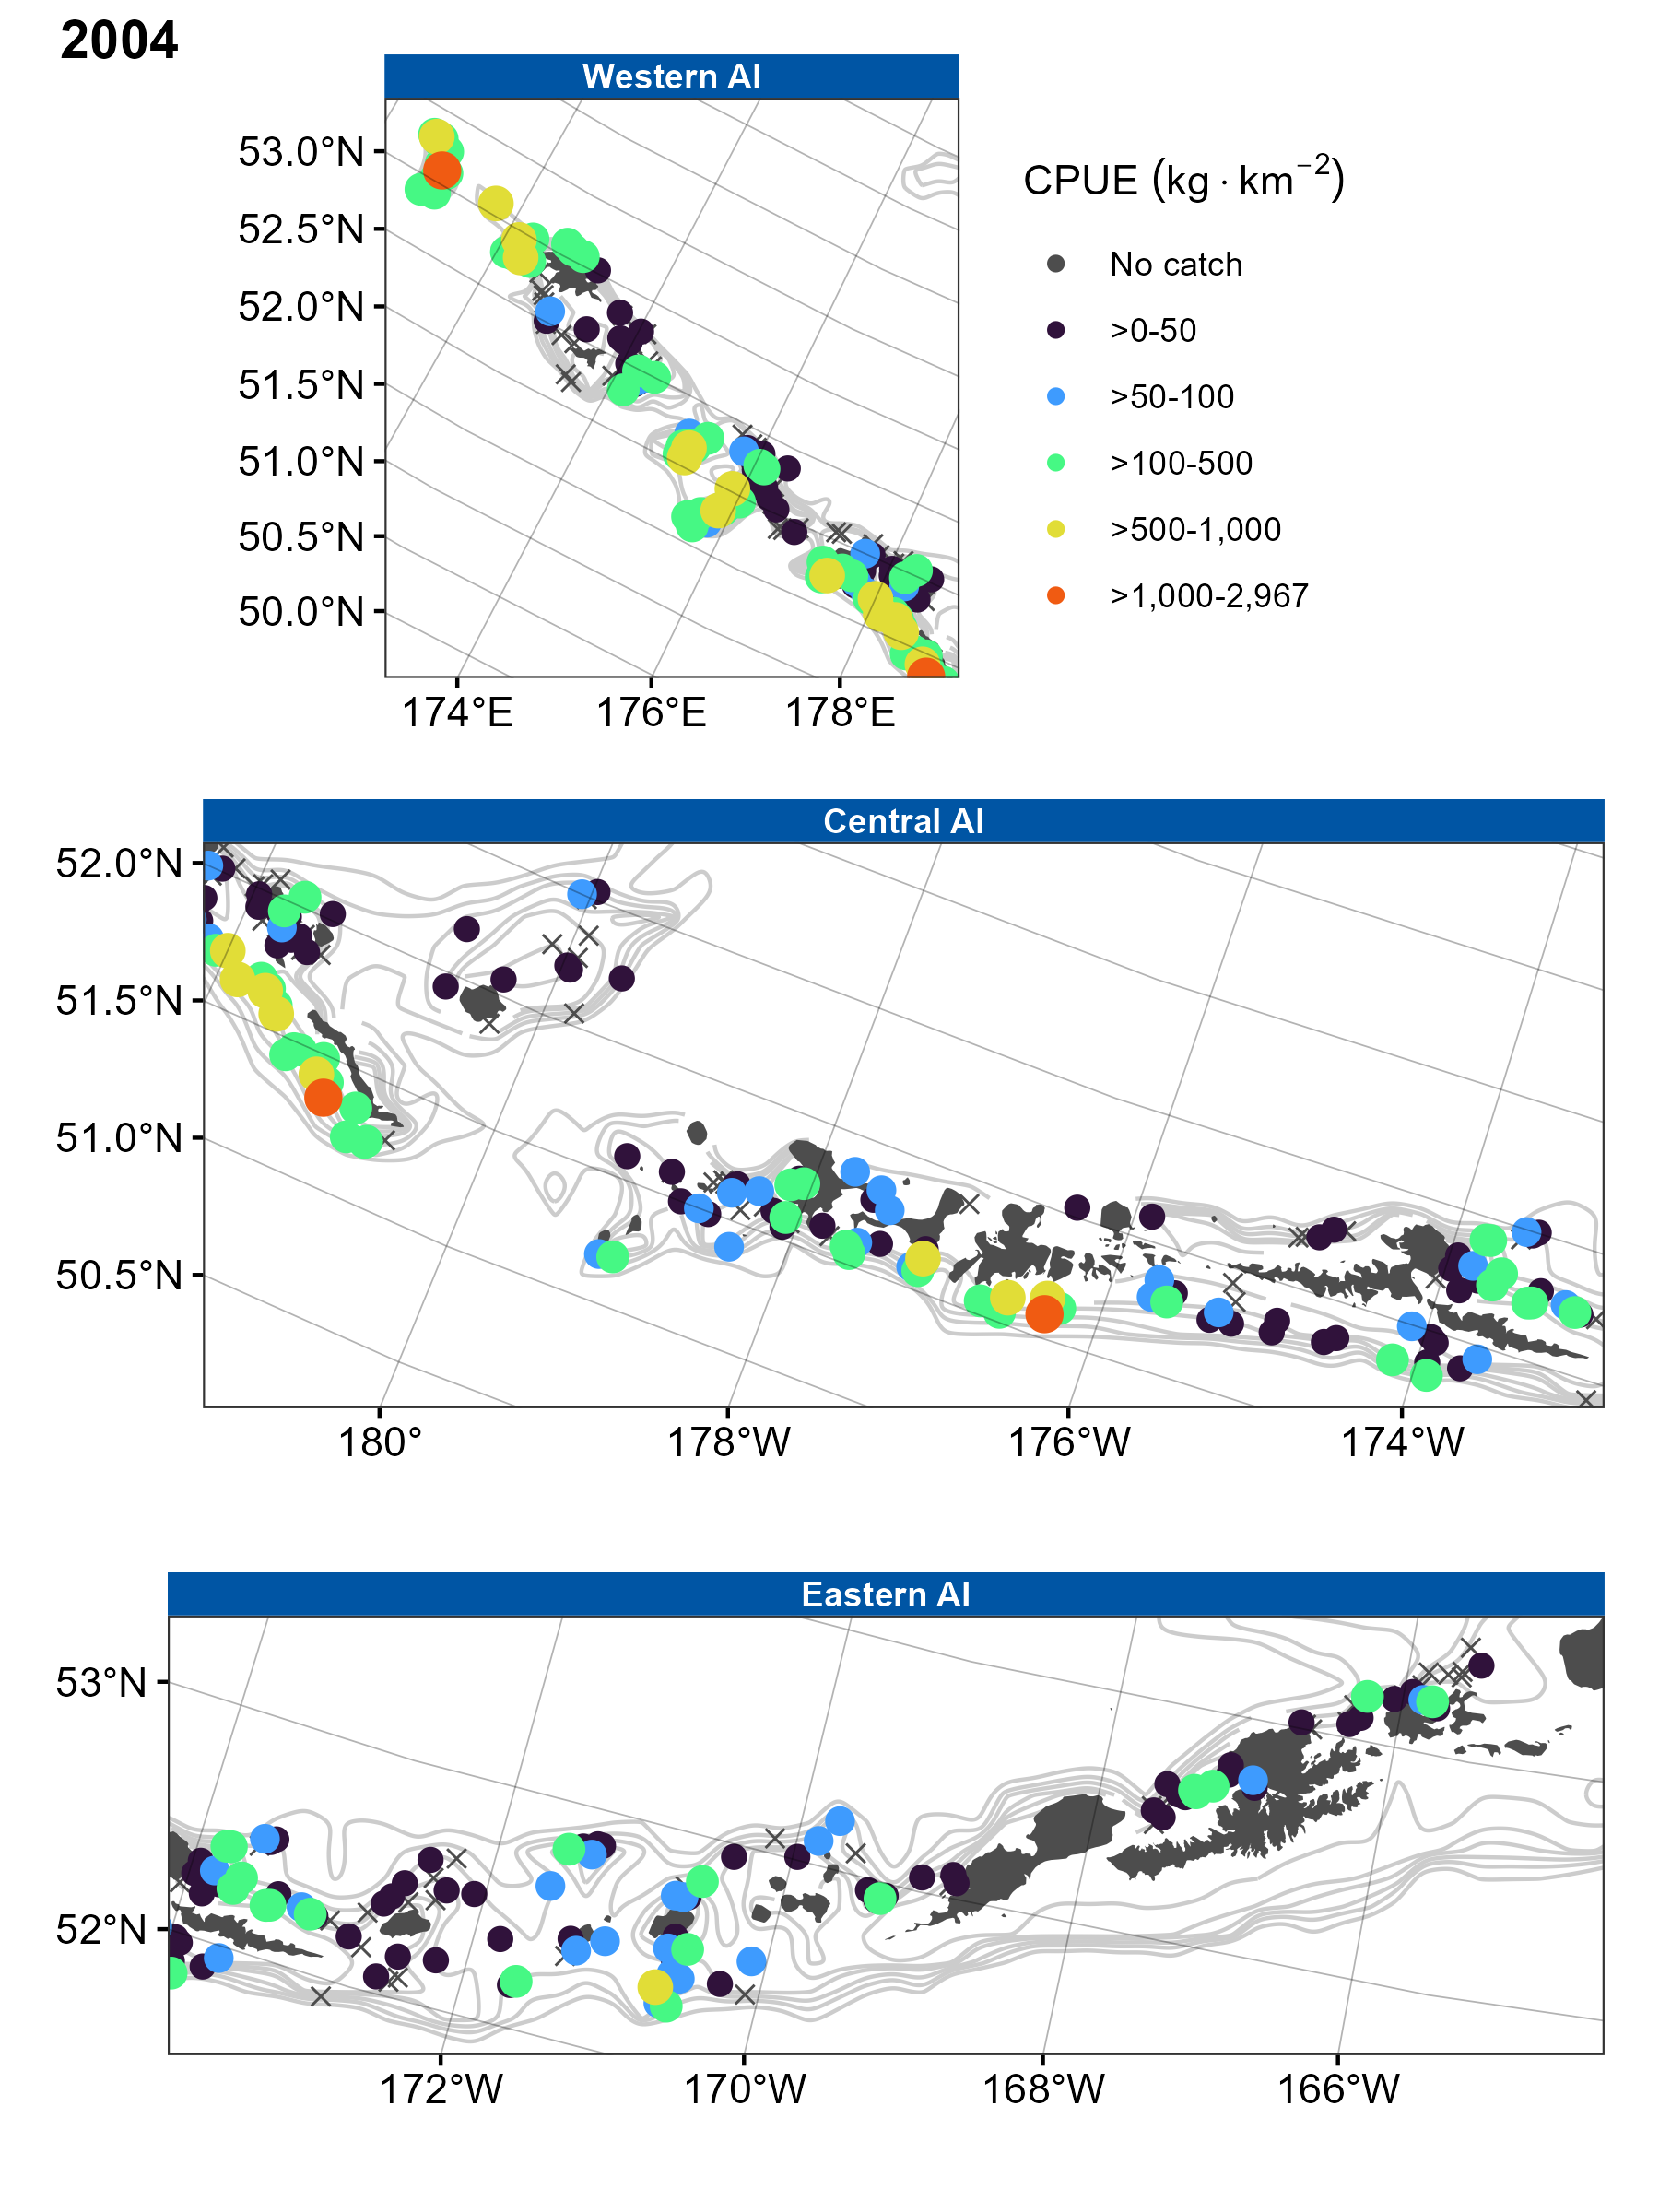 2004
Western AI
53.0°N
52.5°N
52.0°N
51.5°N
51.0°N
50.5°N
50.0°N
174°E 176°E 178°E
CPUE (kg · km⁻²)
No catch
>0-50
>50-100
>100-500
>500-1,000
>1,000-2,967
Central AI
52.0°N
51.5°N
51.0°N
50.5°N
180° 178°W 176°W 174°W
Eastern AI
53°N
52°N
172°W 170°W 168°W 166°W